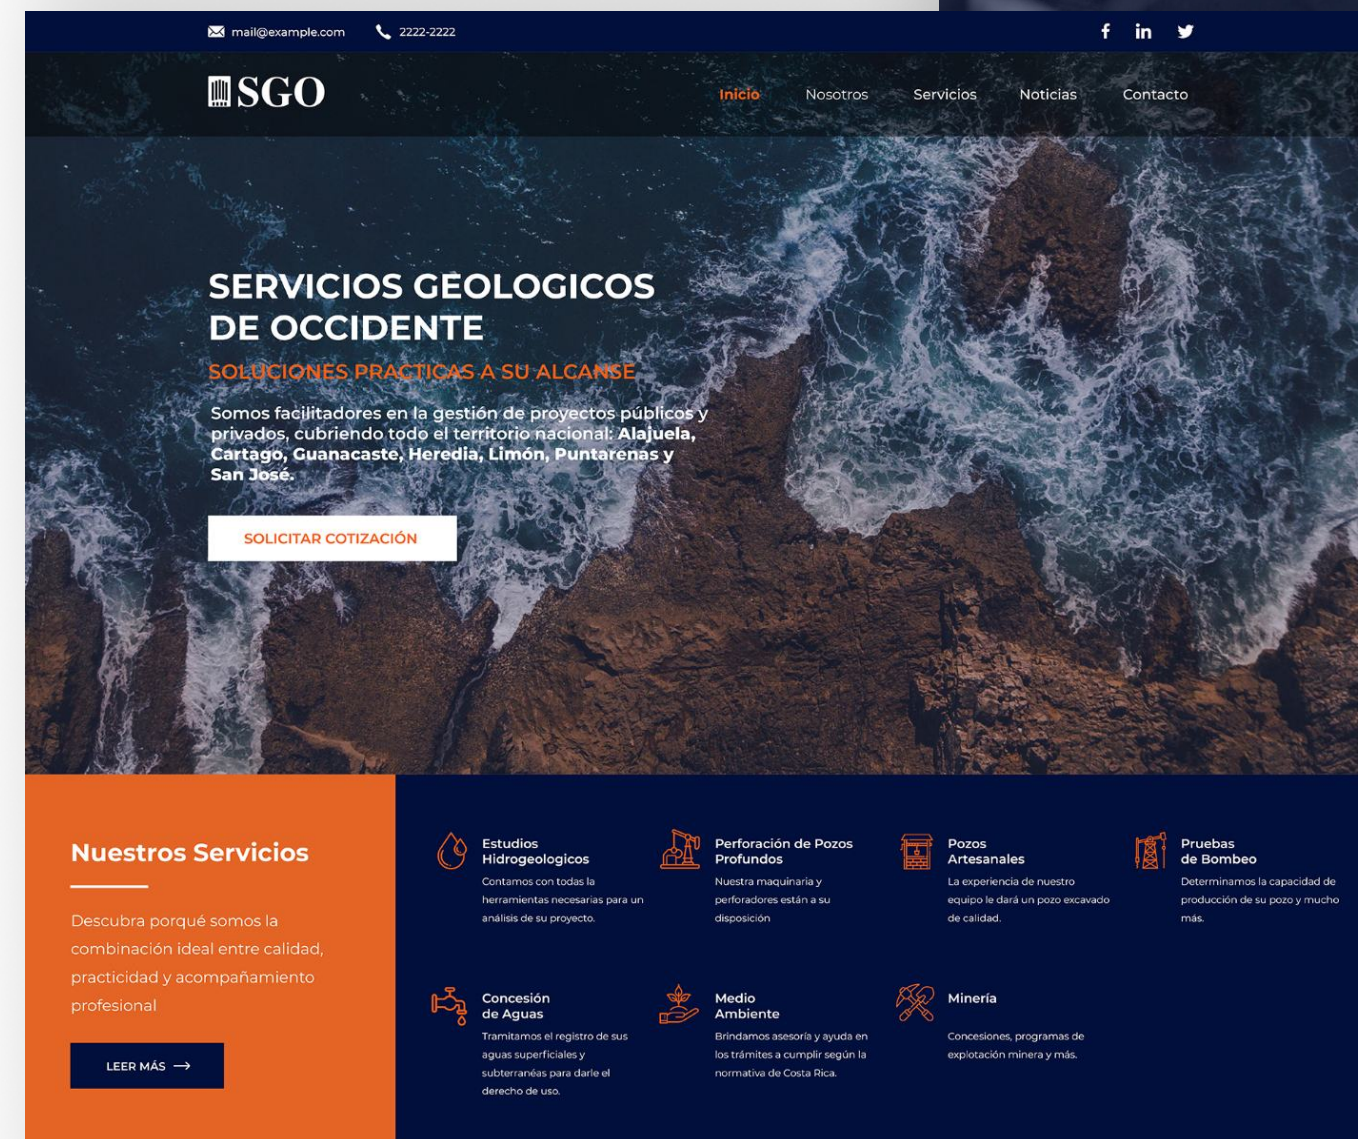 mail@example.com 2222-2222
SGO
Inicio Nosotros Servicios Noticias Contacto
SERVICIOS GEOLOGICOS
DE OCCIDENTE
SOLUCIONES PRACTICAS A SU ALCANSE
Somos facilitadores en la gestión de proyectos públicos y
privados, cubriendo todo el territorio nacional: Alajuela,
Cartago, Guanacaste, Heredia, Limón, Puntarenas y
San José.
SOLICITAR COTIZACIÓN
Nuestros Servicios
Descubra porqué somos la
combinación ideal entre calidad,
practicidad y acompañamiento
profesional
LEER MÁS
Estudios
Hidrogeologicos
Contamos con todas la
herramientas necesarias para un
análisis de su proyecto.
Perforación de Pozos
Profundos
Nuestra maquinaria y
perforadores están a su
disposición
Pozos
Artesanales
La experiencia de nuestro
equipo le dará un pozo excavado
de calidad.
Pruebas
de Bombeo
Determinamos la capacidad de
producción de su pozo y mucho
más.
Concesión
de Aguas
Tramitamos el registro de sus
aguas superficiales y
subterranéas para darle el
derecho de uso.
Medio
Ambiente
Brindamos asesoría y ayuda en
los trámites a cumplir según la
normativa de Costa Rica.
Minería
Concesiones, programas de
explotación minera y más.